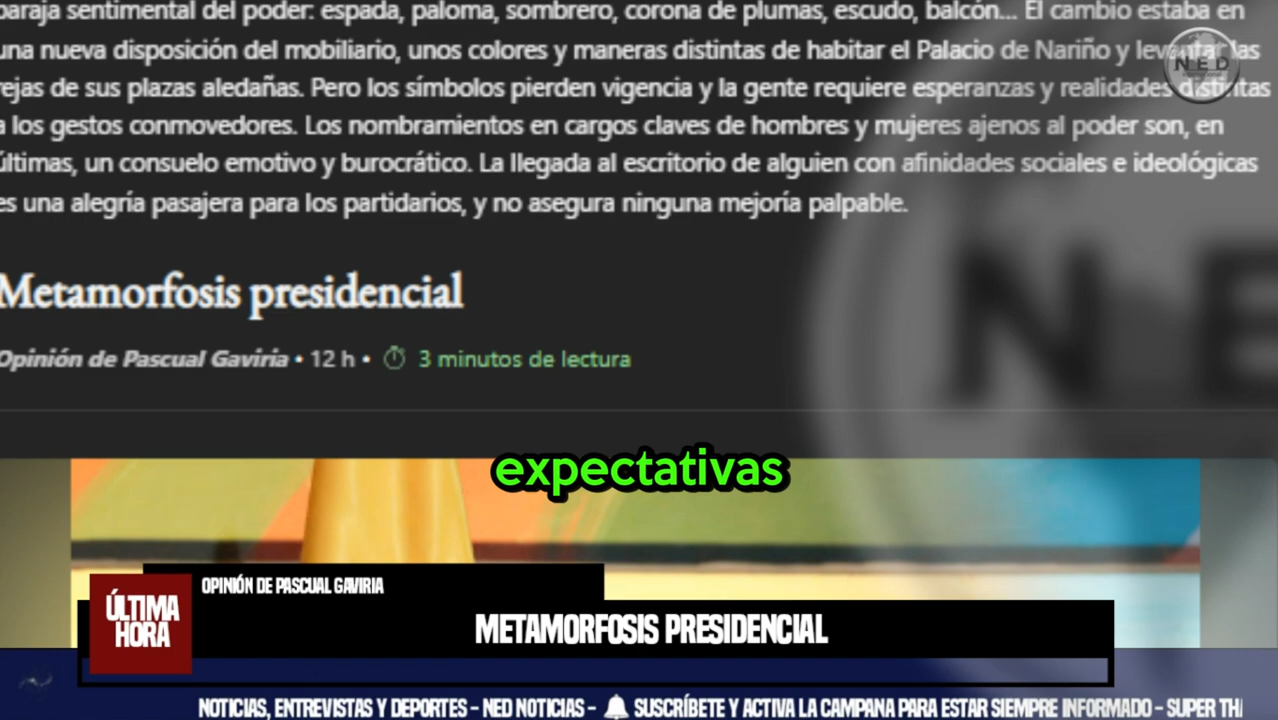 baraja sentimental del poder: espada, paloma, sombrero, corona de plumas, escudo, balcón... El cambio estaba en
una nueva disposición del mobiliario, unos colores y maneras distintas de habitar el Palacio de Nariño y levantar las
rejas de sus plazas aledañas. Pero los símbolos pierden vigencia y la gente requiere esperanzas y realidades distintas
a los gestos conmovedores. Los nombramientos en cargos claves de hombres y mujeres ajenos al poder son, en
últimas, un consuelo emotivo y burocrático. La llegada al escritorio de alguien con afinidades sociales e ideológicas
es una alegría pasajera para los partidarios, y no asegura ninguna mejoría palpable.
N.E.D
Metamorfosis presidencial
Opinión de Pascual Gaviria • 12 h • 3 minutos de lectura
N E
expectativas
OPINIÓN DE PASCUAL GAVIRIA
ÚLTIMA
HORA
METAMORFOSIS PRESIDENCIAL
NOTICIAS, ENTREVISTAS Y DEPORTES - NED NOTICIAS - SUSCRÍBETE Y ACTIVA LA CAMPANA PARA ESTAR SIEMPRE INFORMADO - SUPER TH